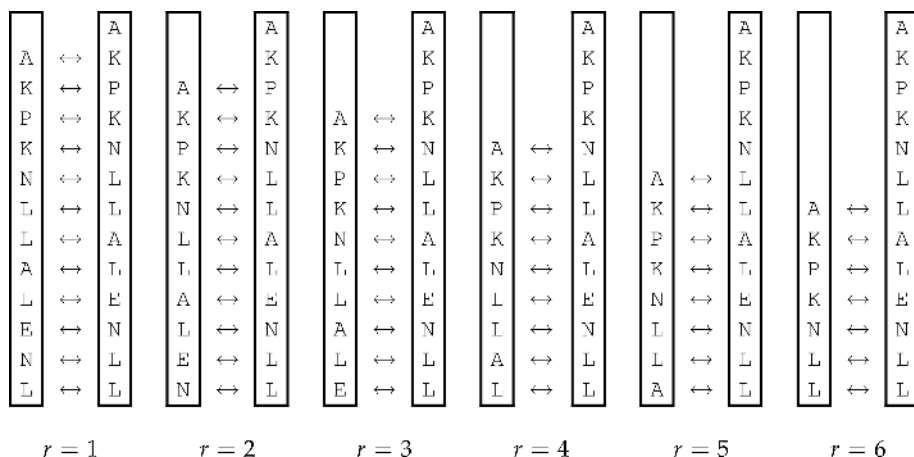 A A A A A A
A ↔ K K K K K K
K ↔ P A ↔ P P P P P
P ↔ K K ↔ K A ↔ K K K K
K ↔ N P ↔ N K ↔ N A ↔ N N N
N ↔ L K ↔ L P ↔ L K ↔ L A ↔ L L
L ↔ L N ↔ L K ↔ L P ↔ L K ↔ L A ↔ L
L ↔ A L ↔ A N ↔ A K ↔ A P ↔ A K ↔ A
A ↔ L L ↔ L L ↔ L N ↔ L K ↔ L P ↔ L
L ↔ E A ↔ E L ↔ E L ↔ E N ↔ E K ↔ E
E ↔ N L ↔ N A ↔ N L ↔ N L ↔ N N ↔ N
N ↔ L E ↔ L L ↔ L A ↔ L L ↔ L L ↔ L
L ↔ L N ↔ L E ↔ L L ↔ L A ↔ L L ↔ L
r = 1 r = 2 r = 3 r = 4 r = 5 r = 6